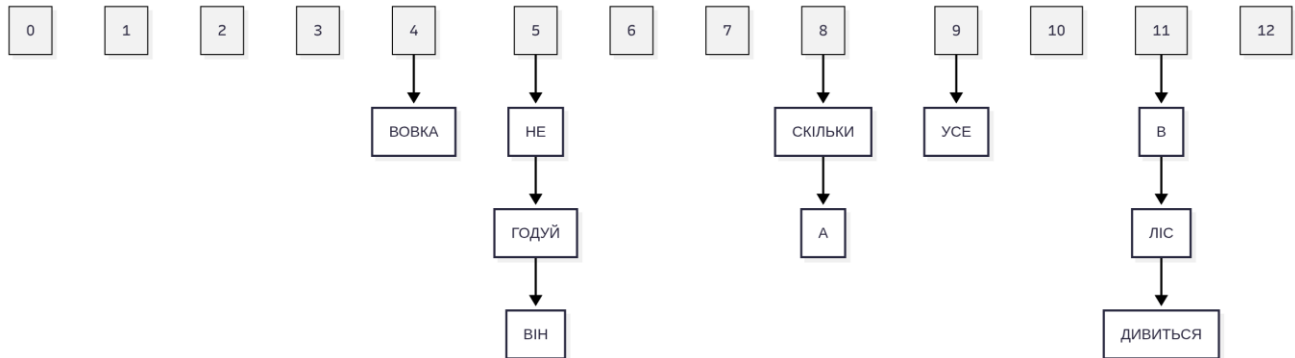 0 1 2 3 4 5 6 7 8 9 10 11 12
ВОВКА НЕ СКІЛЬКИ УСЕ В
ГОДУЙ А ЛІС
ВІН ДИВИТЬСЯ